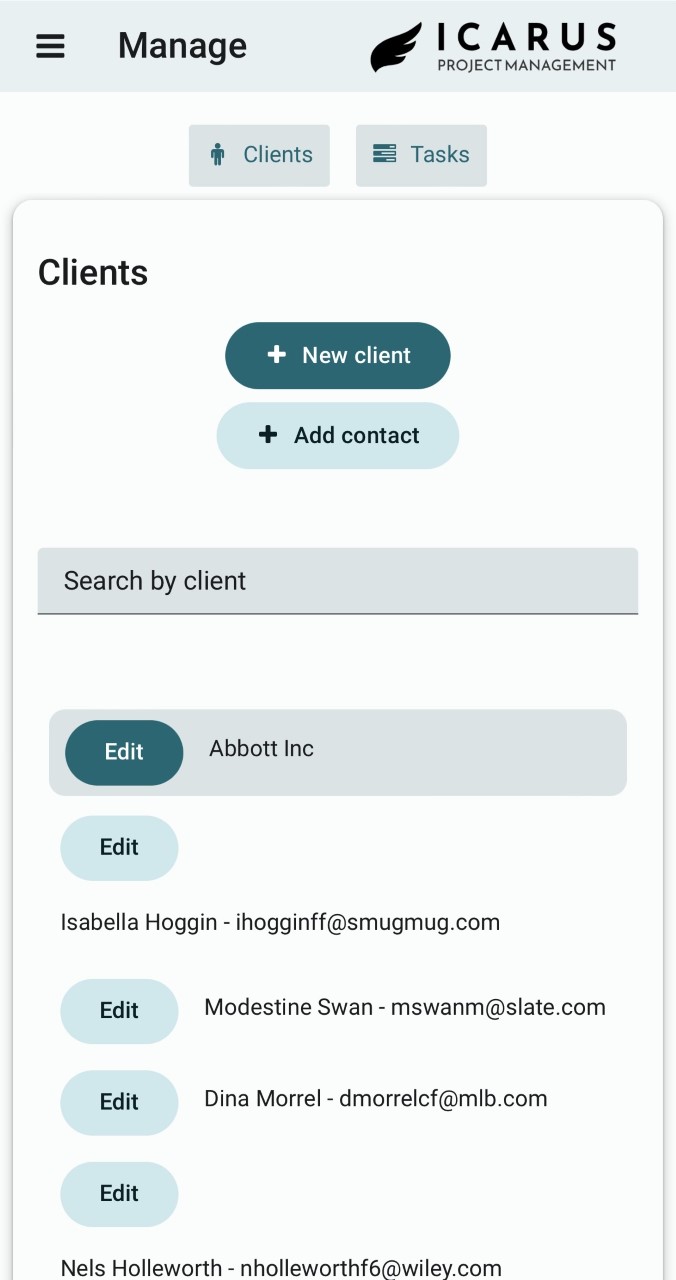 Manage
ICARUS
PROJECT MANAGEMENT
Clients
Tasks
Clients
New client
Add contact
Search by client
Edit
Abbott Inc
Edit
Isabella Hoggin - ihogginff@smugmug.com
Edit
Modestine Swan - mswanm@slate.com
Edit
Dina Morrel - dmorrelcf@mlb.com
Edit
Nels Holleworth - nholleworthf6@wiley.com